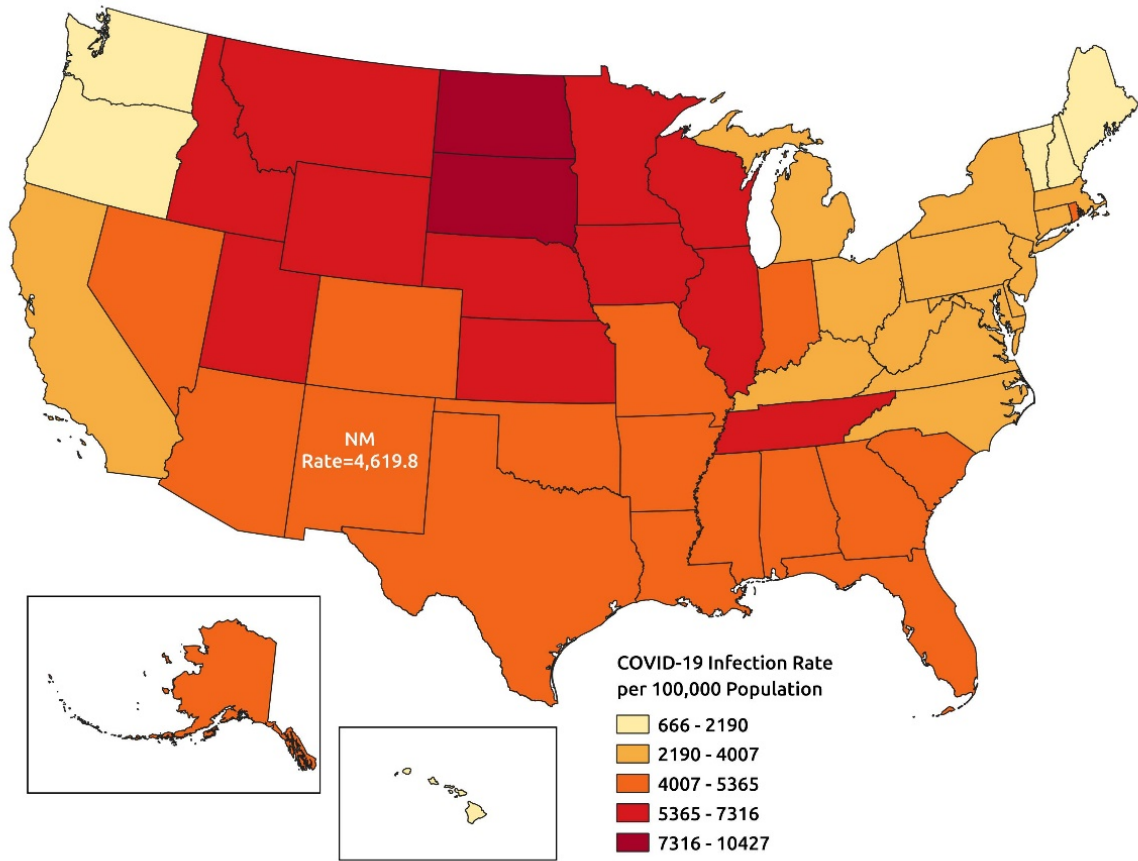 NM
Rate=4,619.8
COVID-19 Infection Rate
per 100,000 Population
666 - 2190
2190 - 4007
4007 - 5365
5365 - 7316
7316 - 10427